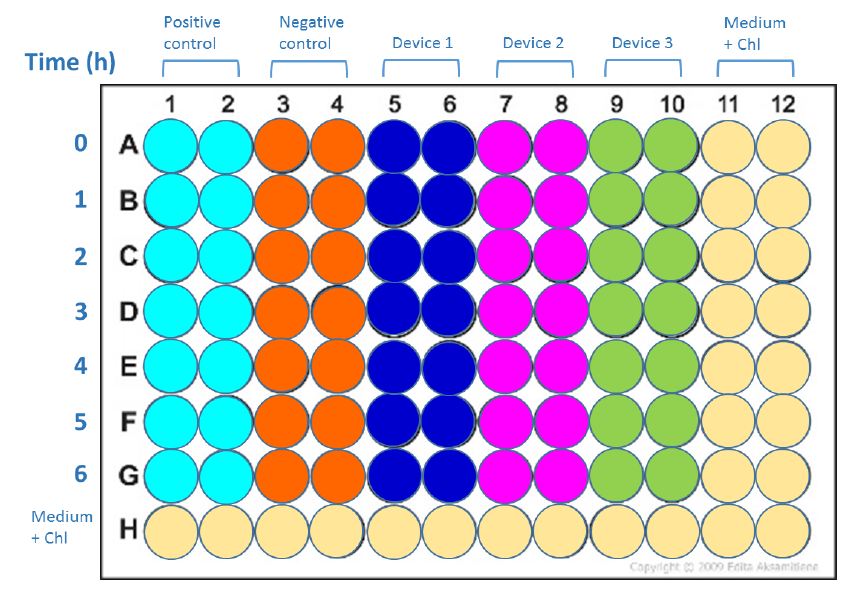 Positive
control
Negative
control
Device 1
Device 2
Device 3
Medium
+ Chl
Time (h)
1 2 3 4 5 6 7 8 9 10 11 12
0 A
1 B
2 C
3 D
4 E
5 F
6 G
Medium
+ Chl
H
Copyright © 2009 Edita Aksamitiene